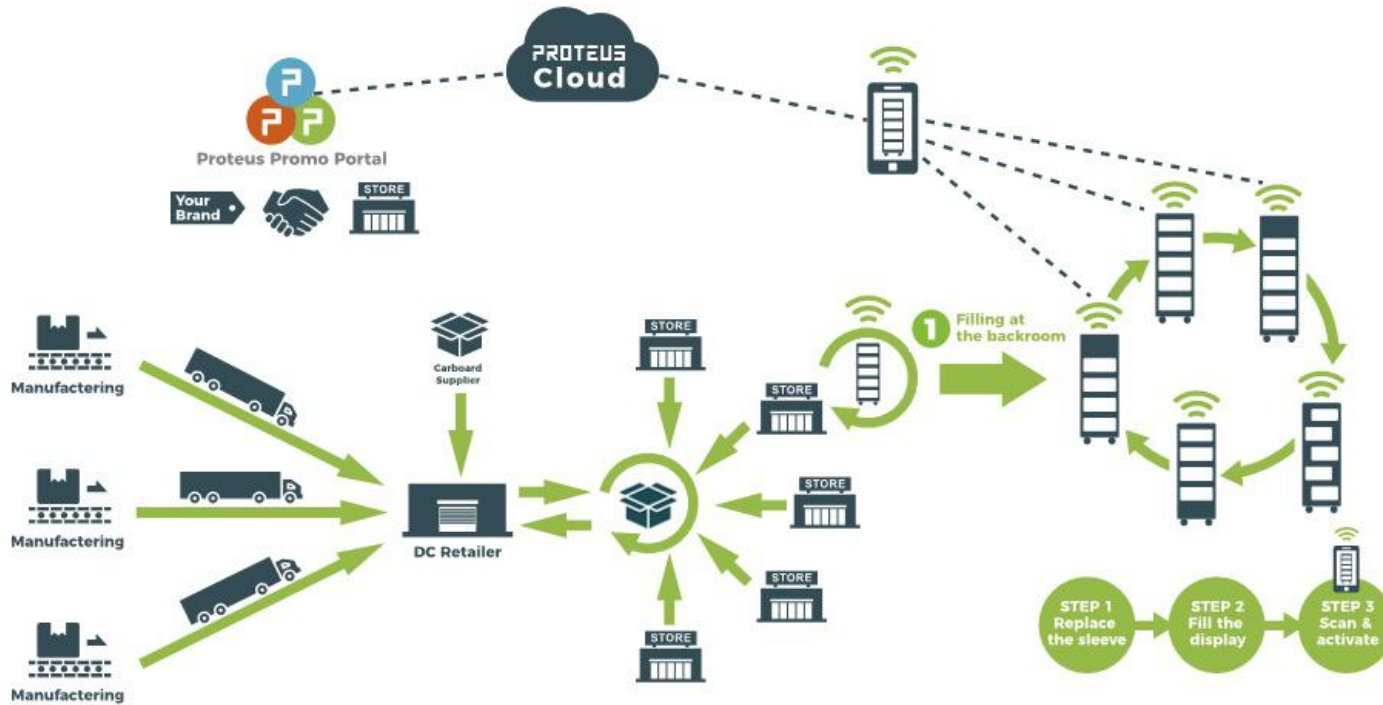 PROTEUS
Cloud
P
P P
Proteus Promo Portal
Your
Brand
STORE
1 Filling at
the backroom
Manufactering
Carboard
Supplier
STORE
STORE
Manufactering
STORE
DC Retailer
STORE
STORE
Manufactering
STEP 1
Replace
the sleeve
STEP 2
Fill the
display
STEP 3
Scan &
activate